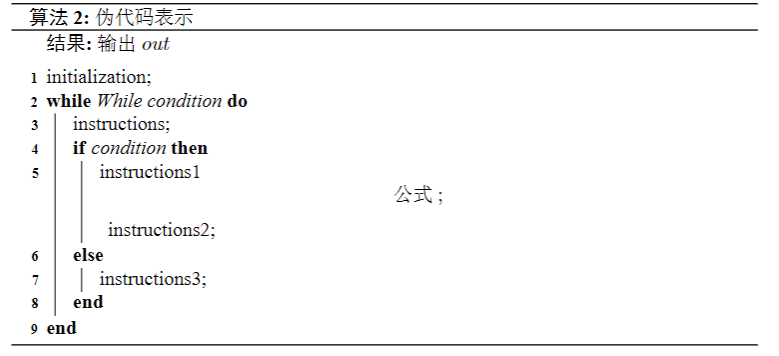 算法 2: 伪代码表示
结果: 输出 out
1 initialization;
2 while While condition do
3 instructions;
4 if condition then
5 instructions1
公式 ;
instructions2;
6 else
7 instructions3;
8 end
9 end